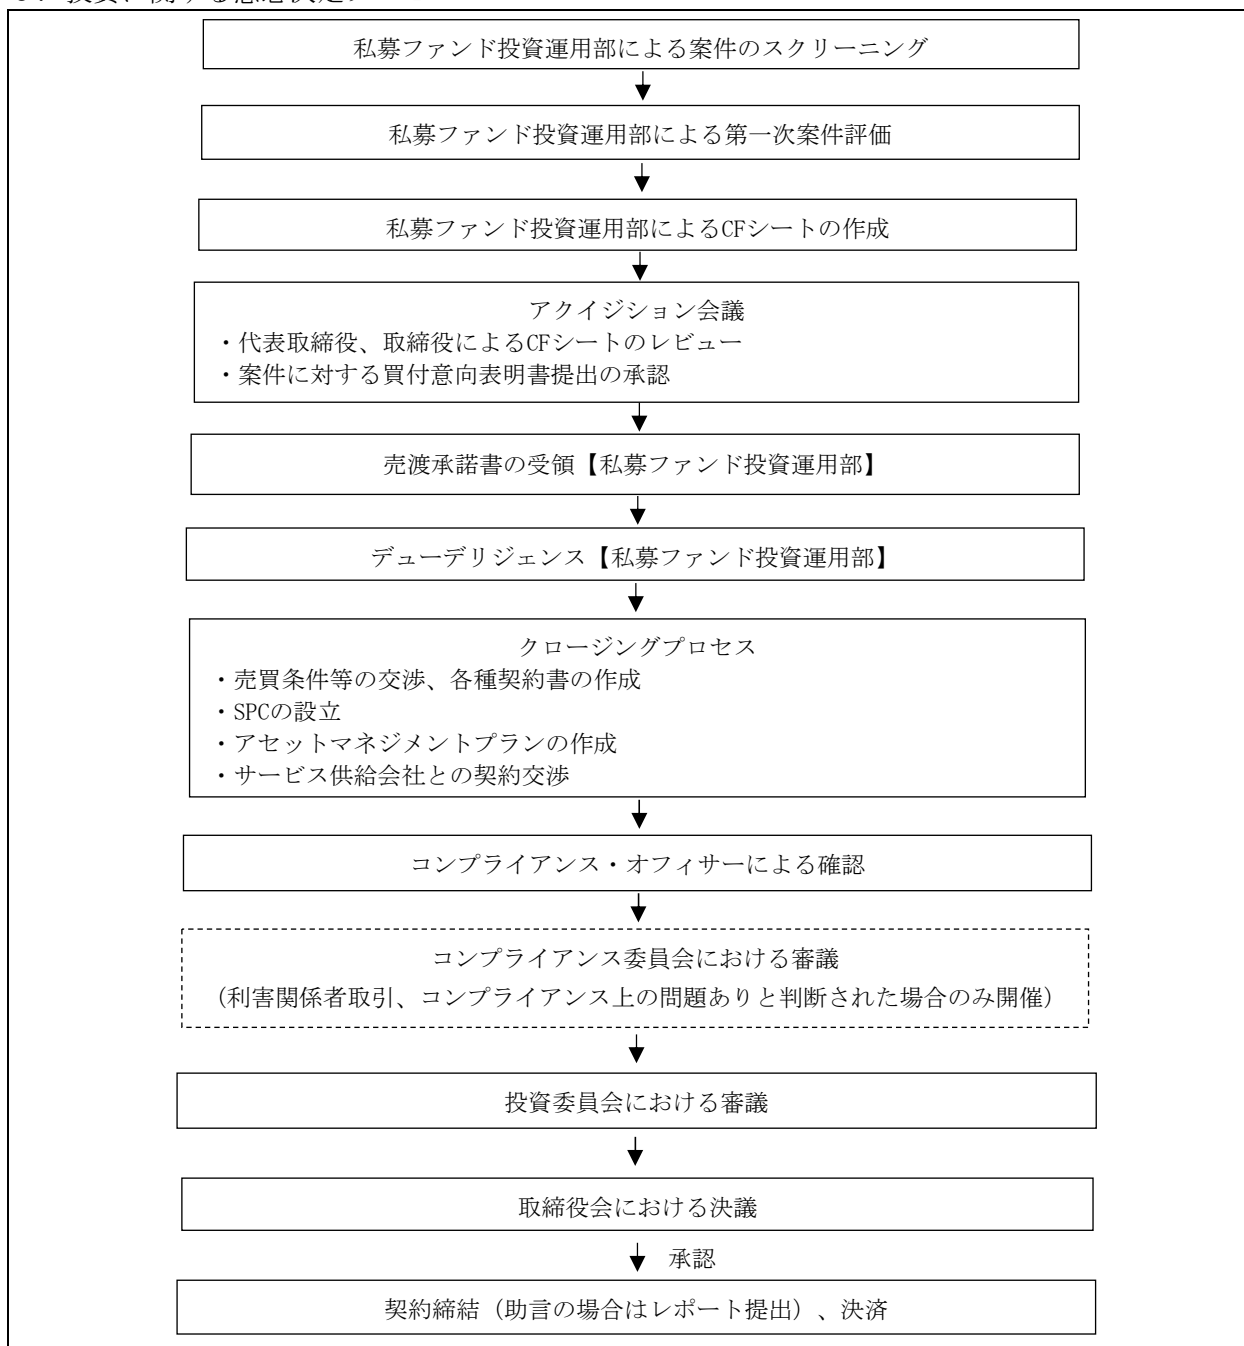 私募ファンド投資運用部による案件のスクリーニング
私募ファンド投資運用部による第一次案件評価
私募ファンド投資運用部によるCFシートの作成
アクイジション会議
・代表取締役、取締役によるCFシートのレビュー
・案件に対する買付意向表明書提出の承認
売渡承諾書の受領【私募ファンド投資運用部】
デューデリジェンス【私募ファンド投資運用部】
クロージングプロセス
・売買条件等の交渉、各種契約書の作成
・SPCの設立
・アセットマネジメントプランの作成
・サービス供給会社との契約交渉
コンプライアンス・オフィサーによる確認
コンプライアンス委員会における審議
（利害関係者取引、コンプライアンス上の問題ありと判断された場合のみ開催）
投資委員会における審議
取締役会における決議
承認
契約締結（助言の場合はレポート提出）、決済